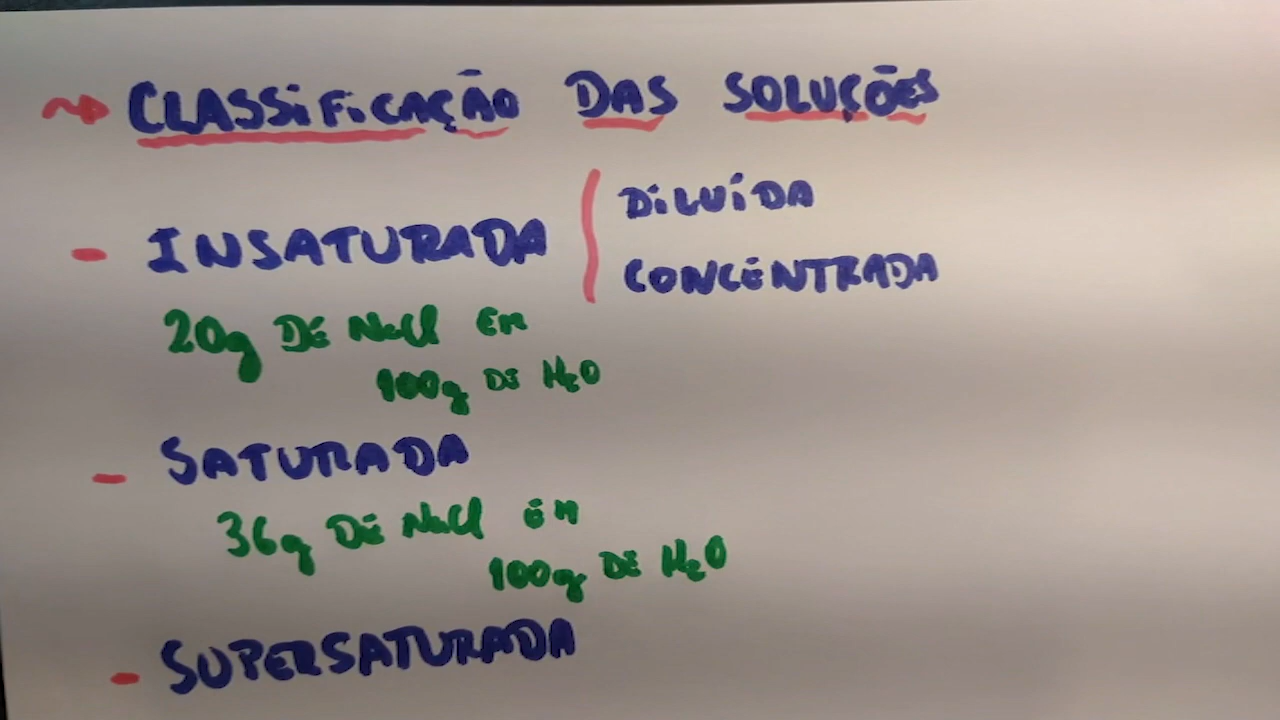 CLASSIFICAÇÃO DAS SOLUÇÕES
- INSATURADA
DILUÍDA
CONCENTRADA
20g DE NaCl EM
100g DE H2O
- SATURADA
36g DE NaCl EM
100g DE H2O
- SUPERSATURADA